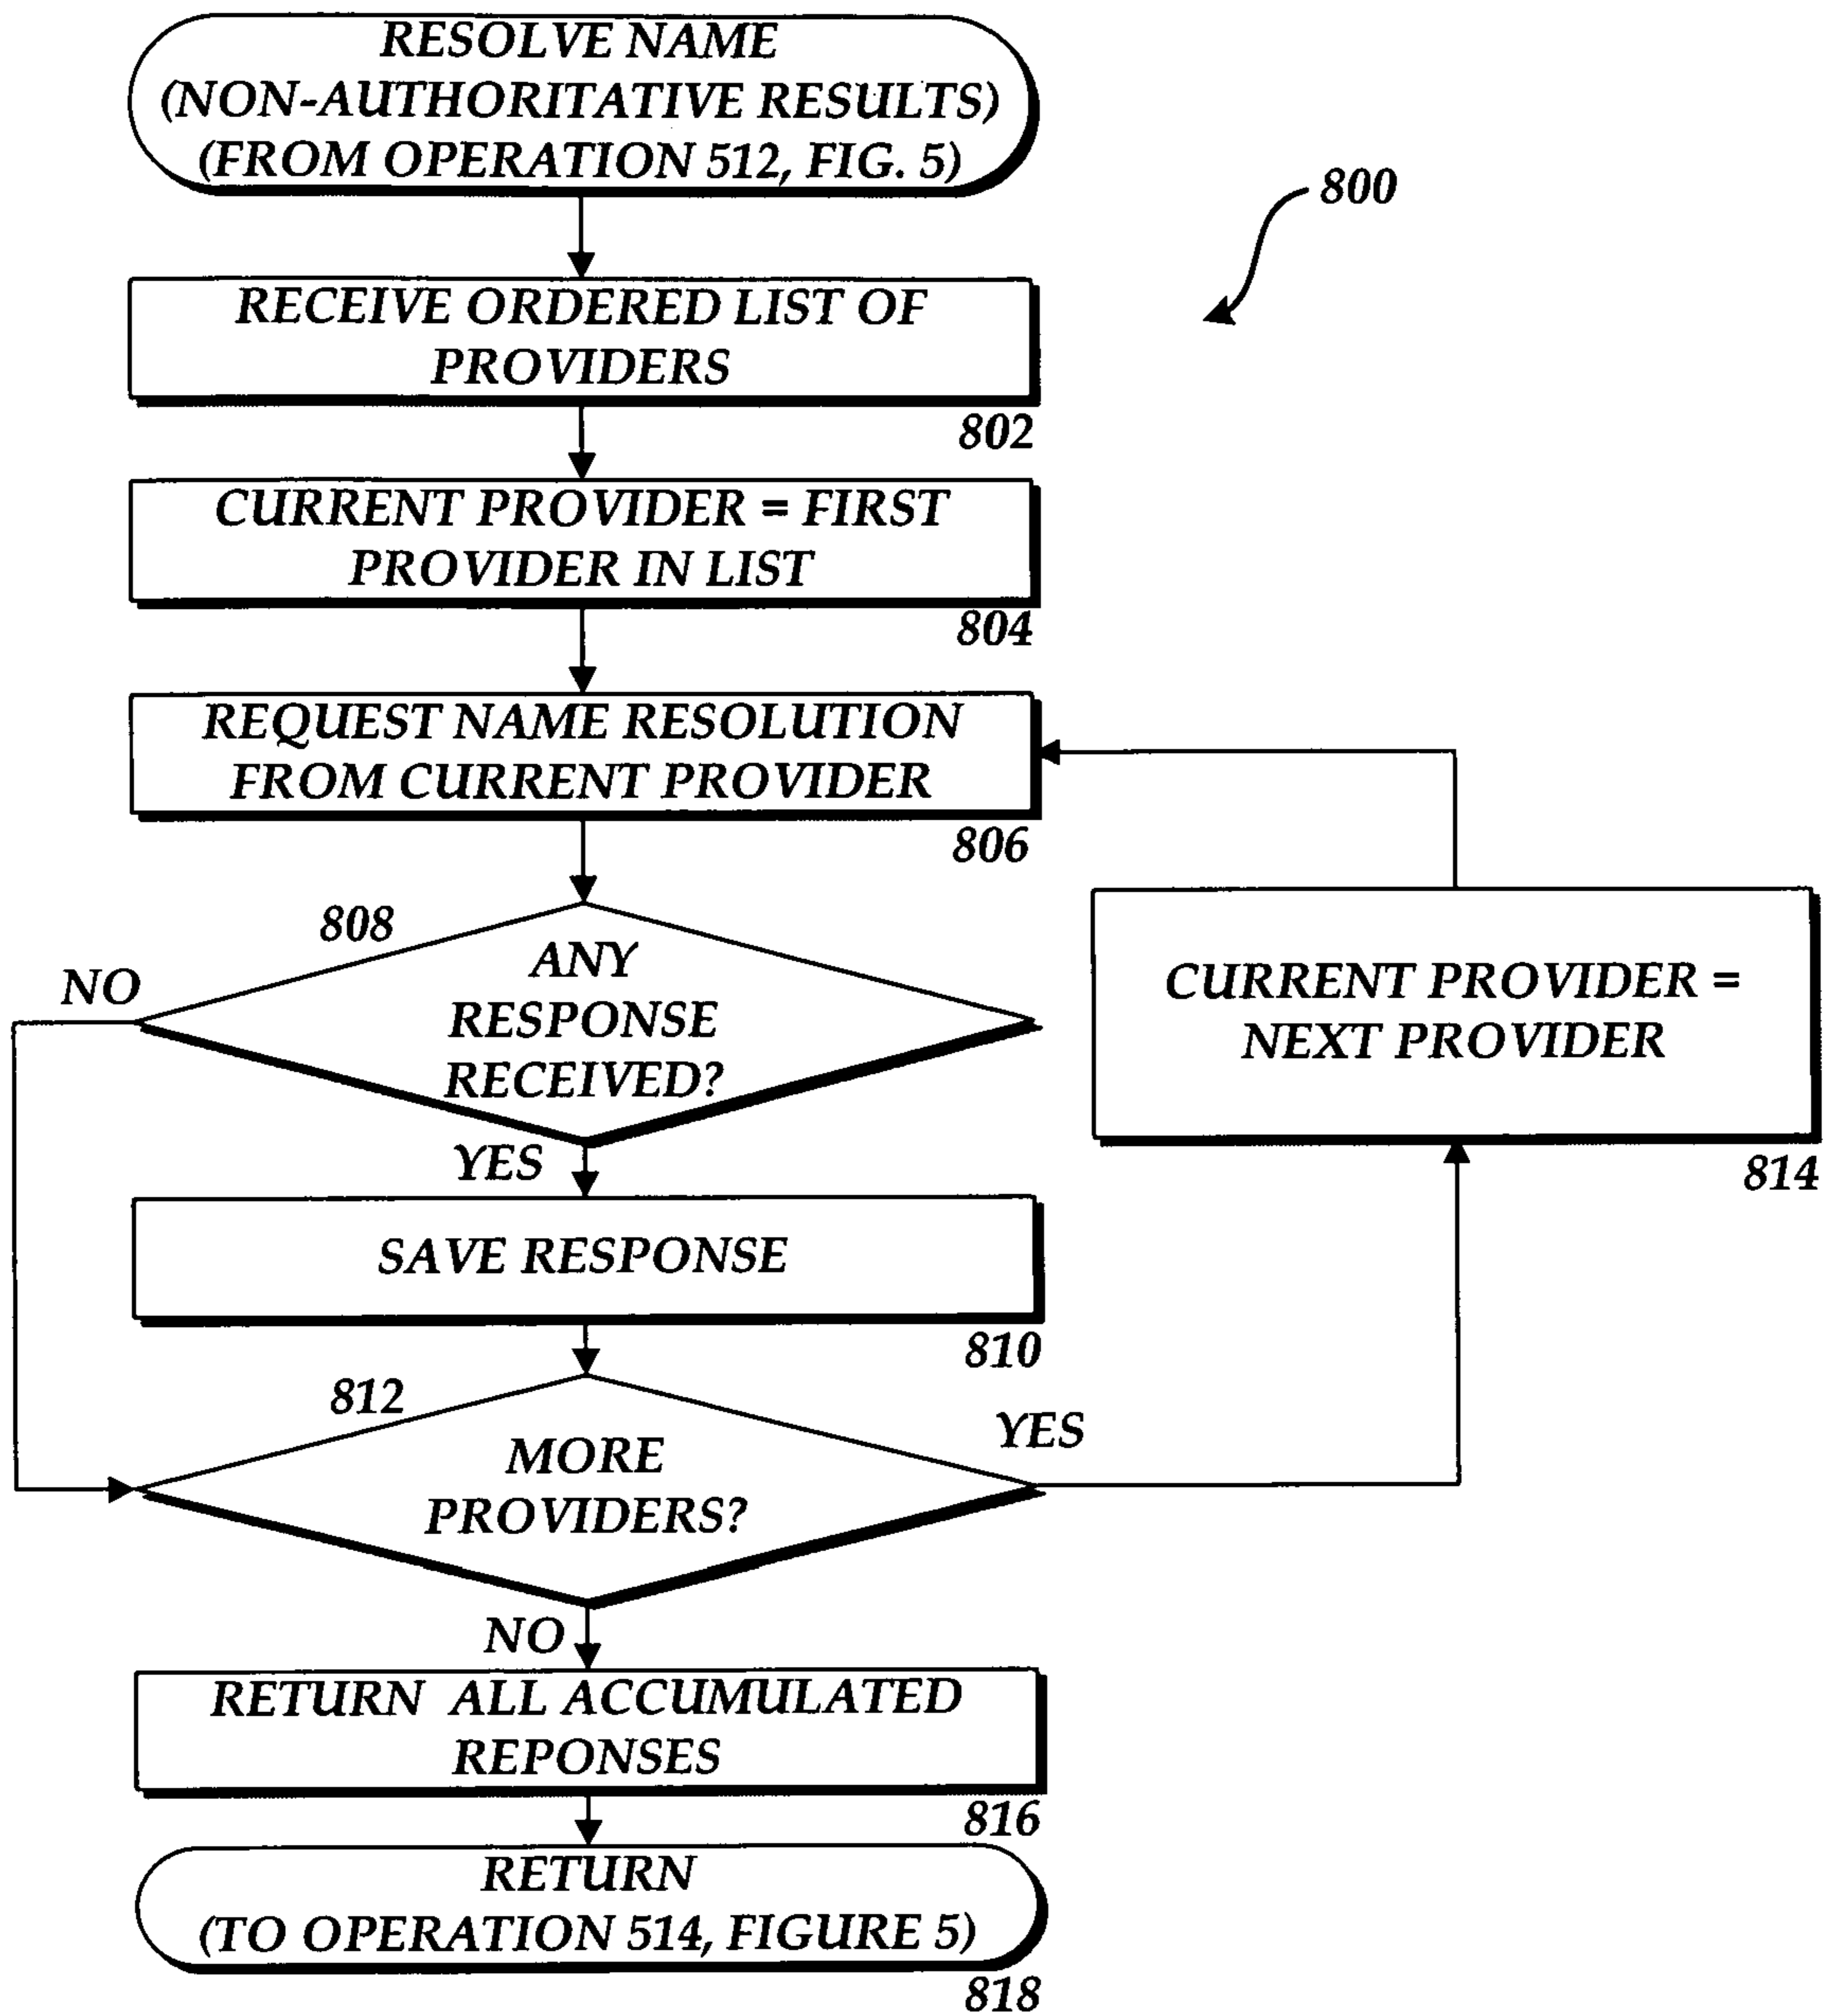 RESOLVE NAME
(NON-AUTHORITATIVE RESULTS)
(FROM OPERATION 512, FIG. 5)
800
RECEIVE ORDERED LIST OF
PROVIDERS
802
CURRENT PROVIDER = FIRST
PROVIDER IN LIST
804
REQUEST NAME RESOLUTION
FROM CURRENT PROVIDER
806
808
ANY
RESPONSE
RECEIVED?
NO
YES
CURRENT PROVIDER =
NEXT PROVIDER
814
SAVE RESPONSE
810
812
MORE
PROVIDERS?
YES
NO
RETURN ALL ACCUMULATED
REPONSES
816
RETURN
(TO OPERATION 514, FIGURE 5)
818